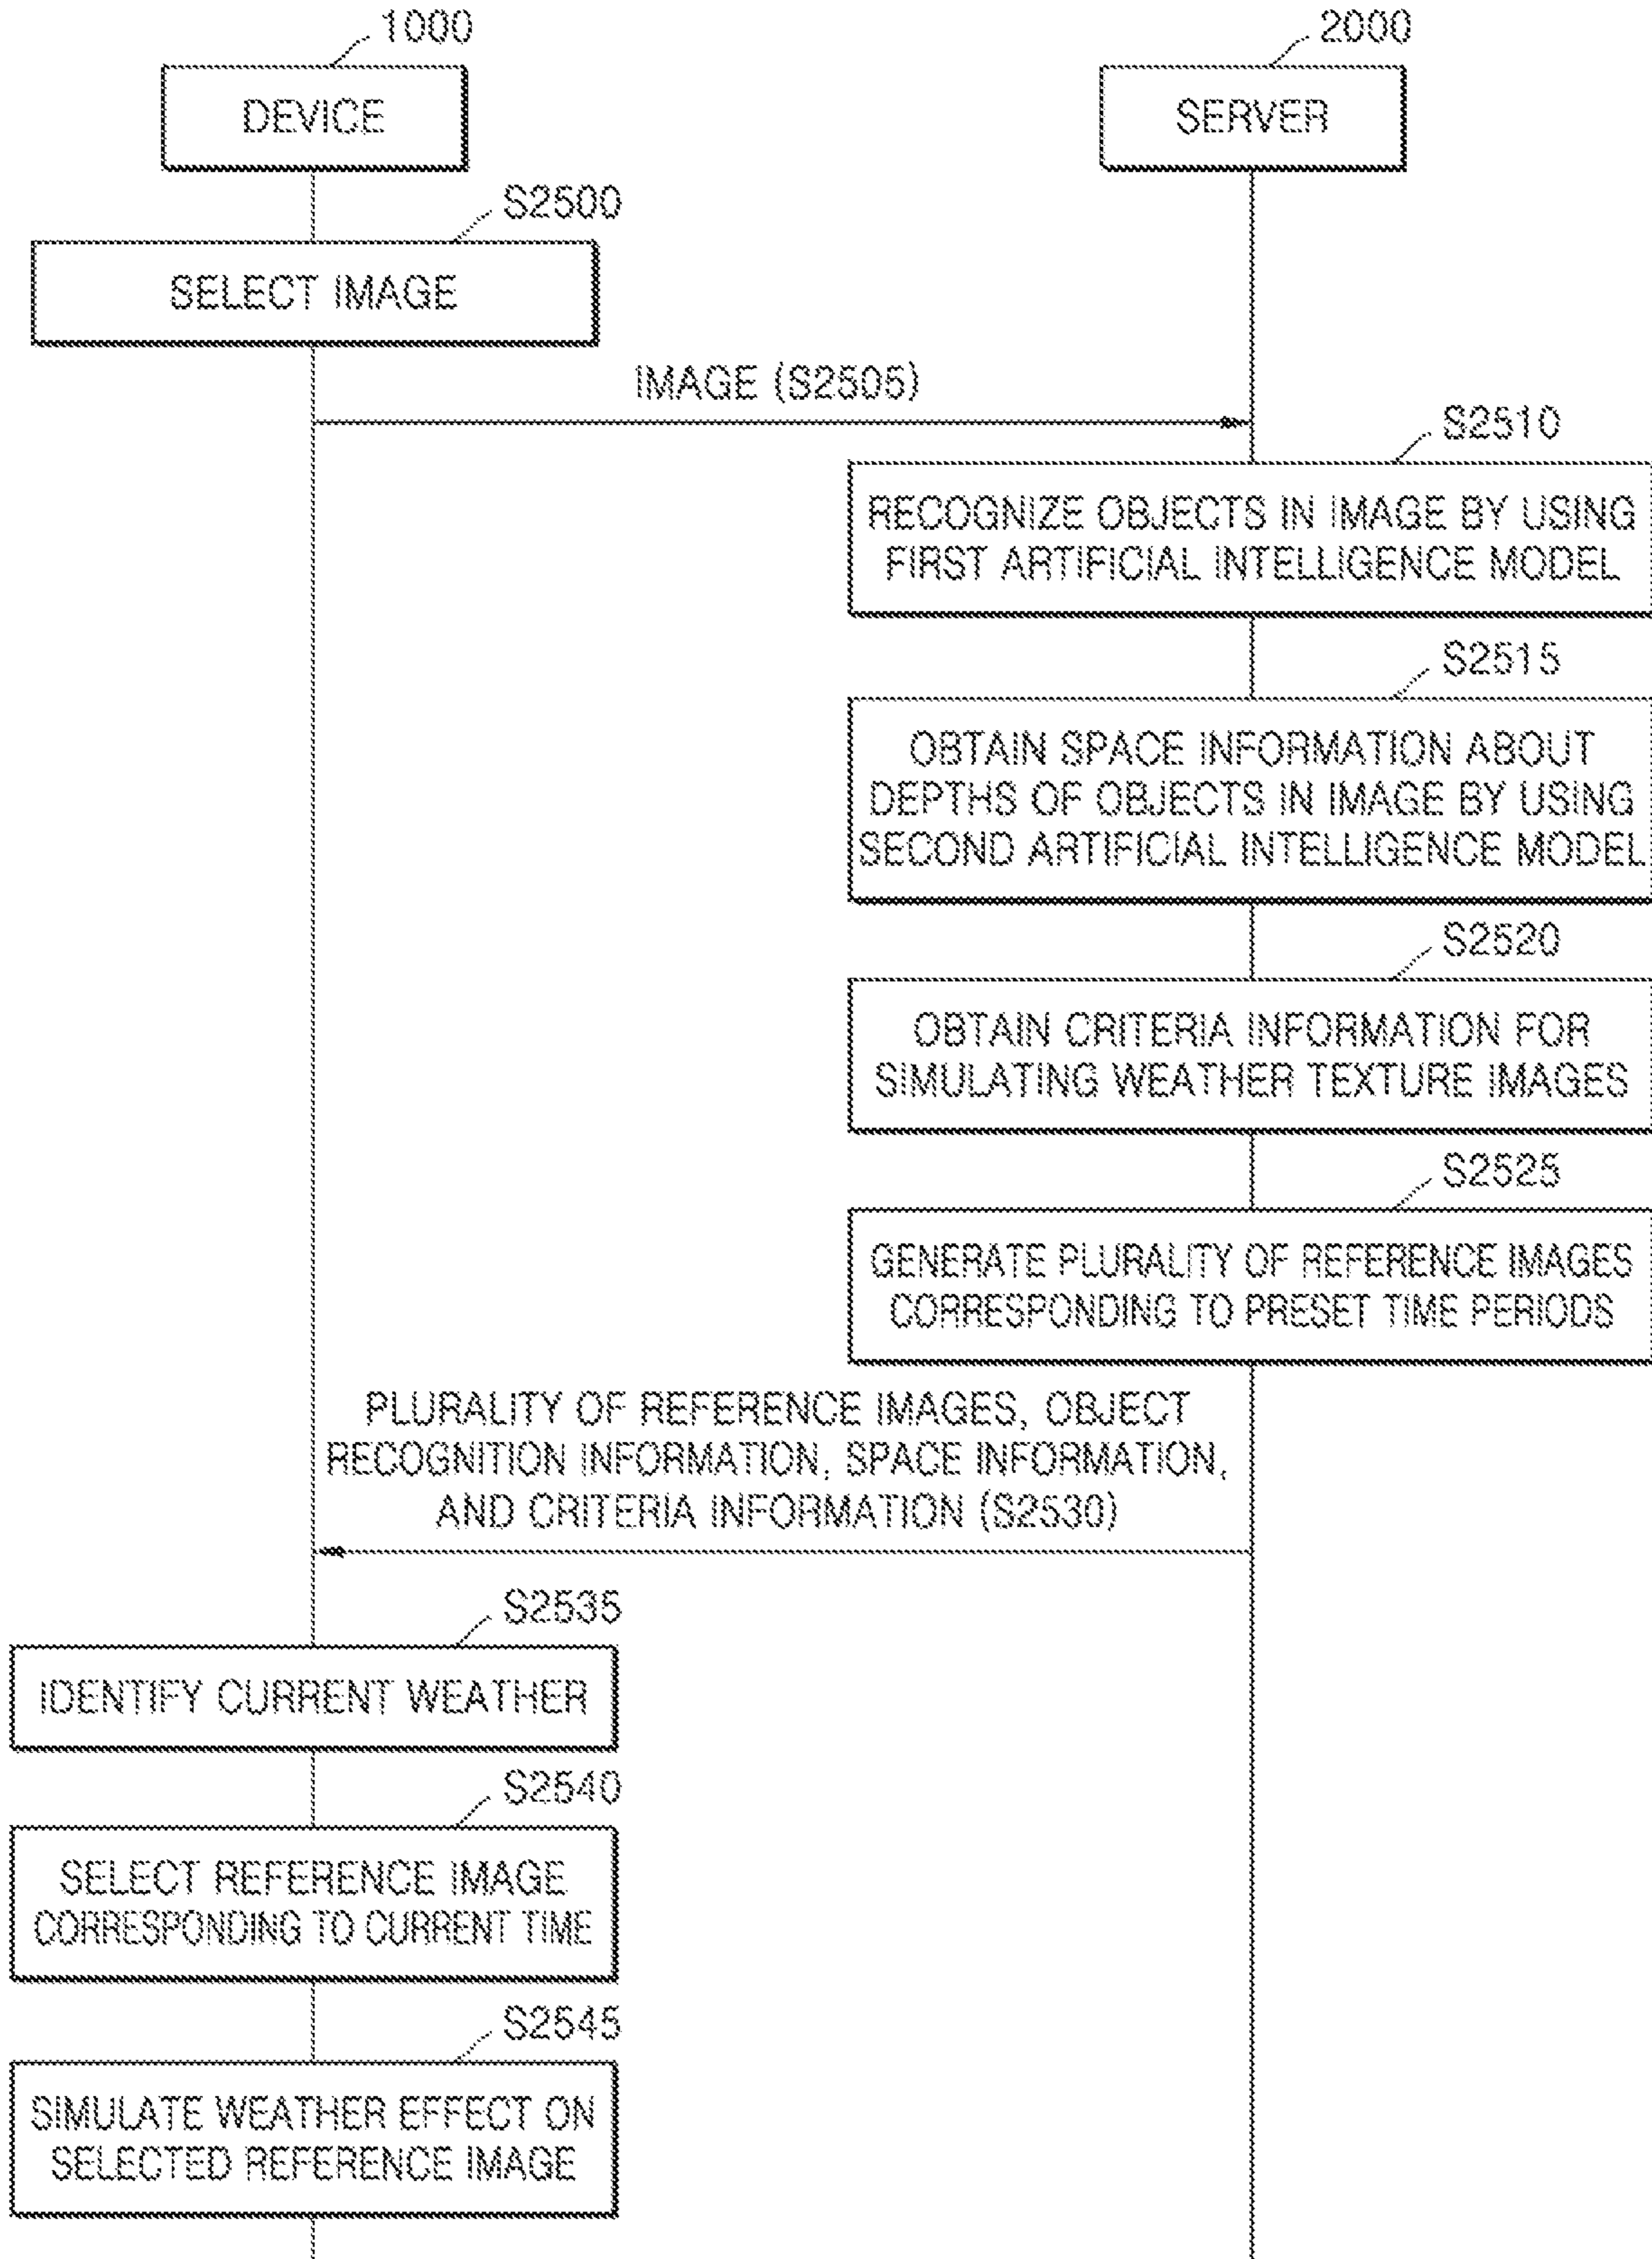 1000
2000
DEVICE
SERVER
S2500
SELECT IMAGE
IMAGE (S2505)
S2510
RECOGNIZE OBJECTS IN IMAGE BY USING
FIRST ARTIFICIAL INTELLIGENCE MODEL
S2515
OBTAIN SPACE INFORMATION ABOUT
DEPTHS OF OBJECTS IN IMAGE BY USING
SECOND ARTIFICIAL INTELLIGENCE MODEL
S2520
OBTAIN CRITERIA INFORMATION FOR
SIMULATING WEATHER TEXTURE IMAGES
S2525
GENERATE PLURALITY OF REFERENCE IMAGES
CORRESPONDING TO PRESET TIME PERIODS
PLURALITY OF REFERENCE IMAGES, OBJECT
RECOGNITION INFORMATION, SPACE INFORMATION,
AND CRITERIA INFORMATION (S2530)
S2535
IDENTIFY CURRENT WEATHER
S2540
SELECT REFERENCE IMAGE
CORRESPONDING TO CURRENT TIME
S2545
SIMULATE WEATHER EFFECT ON
SELECTED REFERENCE IMAGE